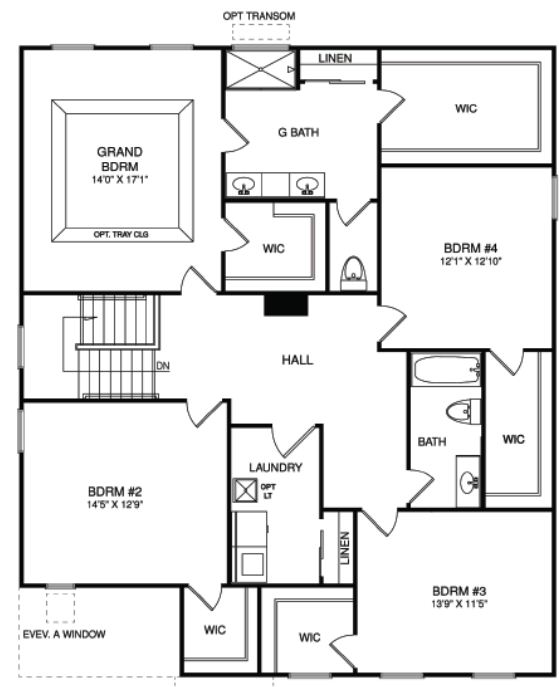 OPT TRANSOM
LINEN
WIC
G BATH
GRAND
BDRM
14'0" X 17'1"
OPT. TRAY CLG
WIC
BDRM #4
12'1" X 12'10"
HALL
DN
BATH
WIC
LAUNDRY
OPT
LT
BDRM #2
14'5" X 12'9"
LINEN
BDRM #3
13'9" X 11'5"
EVEV. A WINDOW
WIC
WIC